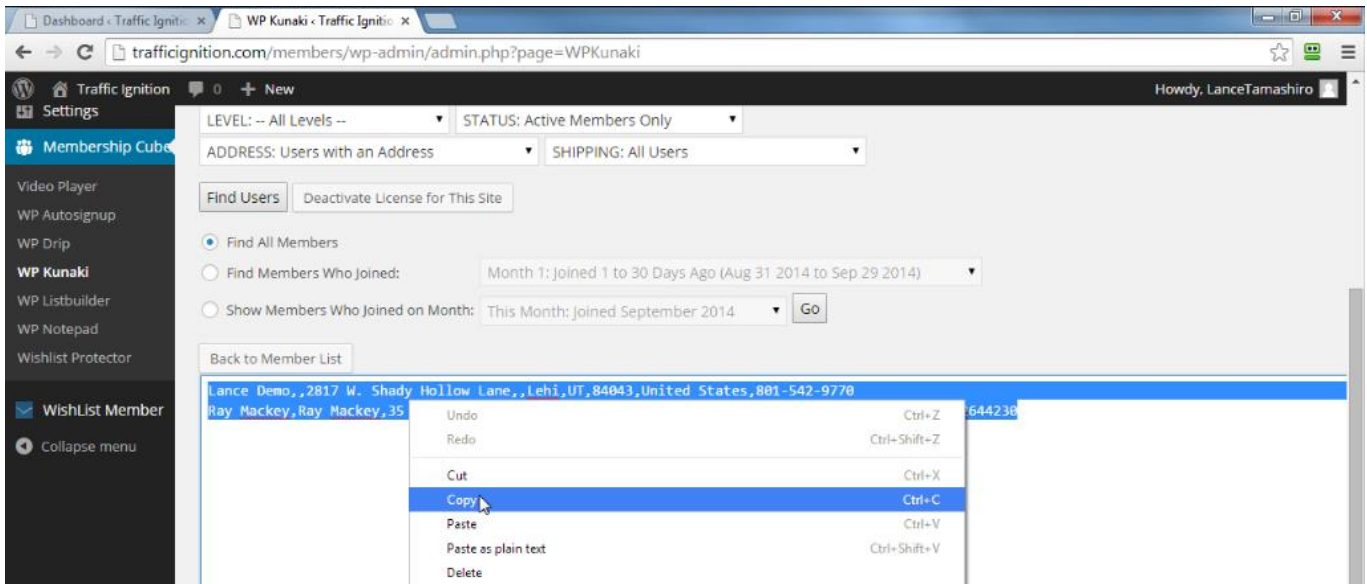 Dashboard ‹ Traffic Ignitic
WP Kunaki ‹ Traffic Ignitic
trafficignition.com/members/wp-admin/admin.php?page=WPKunaki
Traffic Ignition 0 + New Howdy, LanceTamashiro
Settings
LEVEL: -- All Levels -- STATUS: Active Members Only
Membership Cube
ADDRESS: Users with an Address SHIPPING: All Users
Video Player
Find Users Deactivate License for This Site
WP Autosignup
WP Drip
Find All Members
WP Kunaki
Find Members Who Joined: Month 1: Joined 1 to 30 Days Ago (Aug 31 2014 to Sep 29 2014)
WP Listbuilder
Show Members Who Joined on Month: This Month: Joined September 2014 Go
WP Notepad
Wishlist Protector
Back to Member List
Lance Demo,,2817 W. Shady Hollow Lane,,Lehi,UT,84043,United States,801-542-9770
WishList Member
Ray Mackey,Ray Mackey,35 644230
Collapse menu
Undo Ctrl+Z
Redo Ctrl+Shift+Z
Cut Ctrl+X
Copy Ctrl+C
Paste Ctrl+V
Paste as plain text Ctrl+Shift+V
Delete